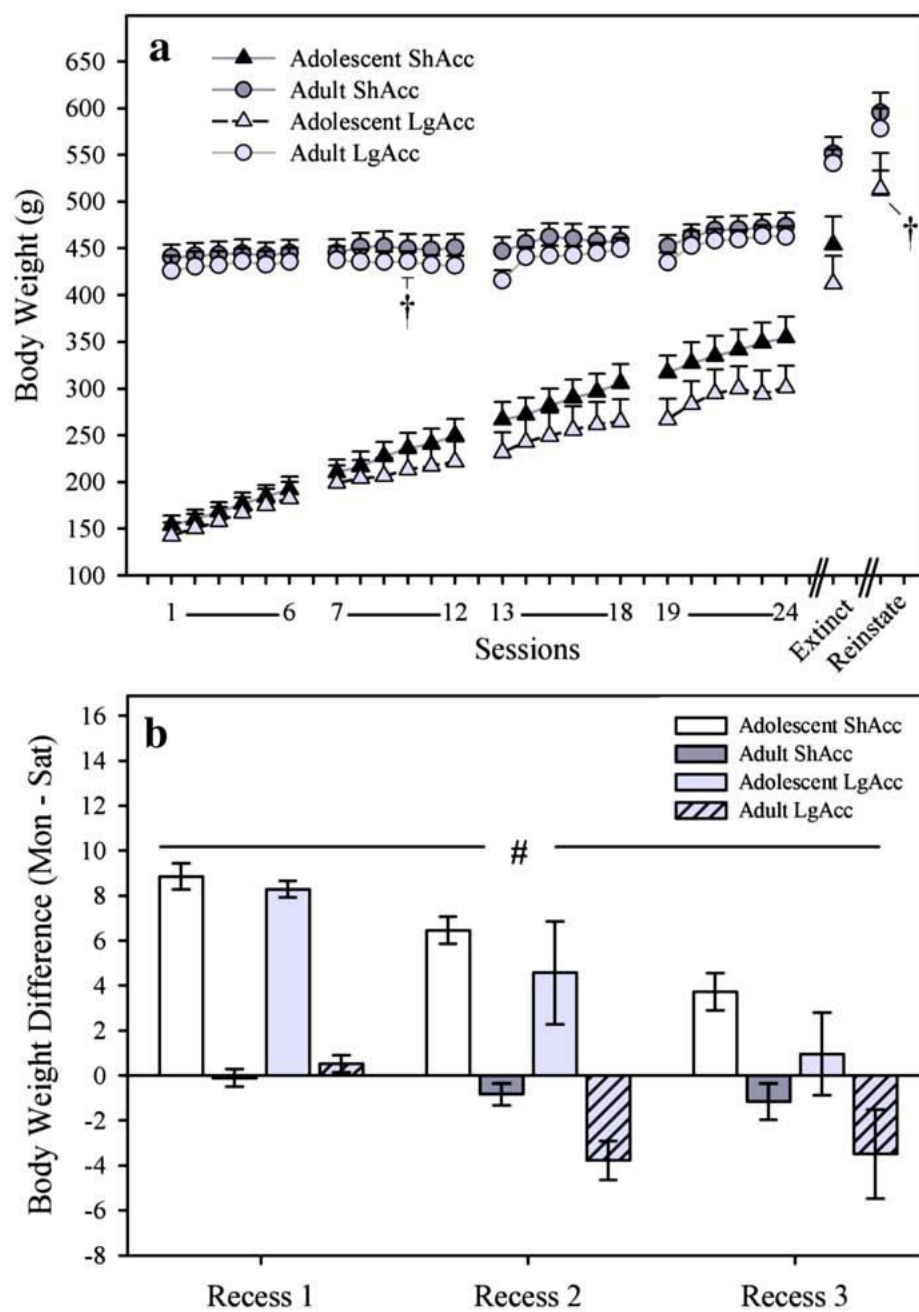 a
Adolescent ShAcc
Adult ShAcc
Adolescent LgAcc
Adult LgAcc
Body Weight (g)
650
600
550
500
450
400
350
300
250
200
150
100
†
†
1 6 7 12 13 18 19 24
Extinct
Reinstate
Sessions
b
Adolescent ShAcc
Adult ShAcc
Adolescent LgAcc
Adult LgAcc
Body Weight Difference (Mon - Sat)
16
14
12
10
8
6
4
2
0
-2
-4
-6
-8
#
Recess 1 Recess 2 Recess 3